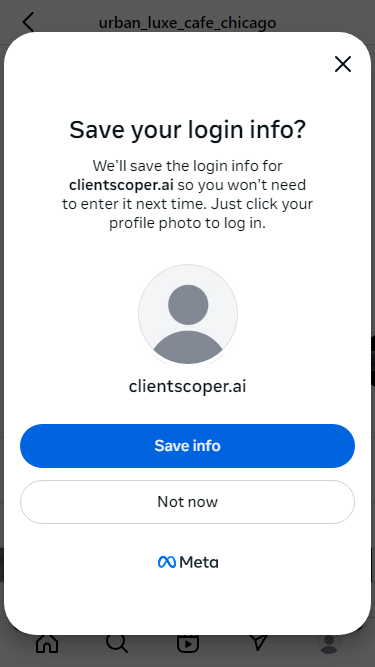 urban_luxe_cafe_chicago
Save your login info?
We'll save the login info for
clientscoper.ai so you won't need
to enter it next time. Just click your
profile photo to log in.
clientscoper.ai
Save info
Not now
Meta